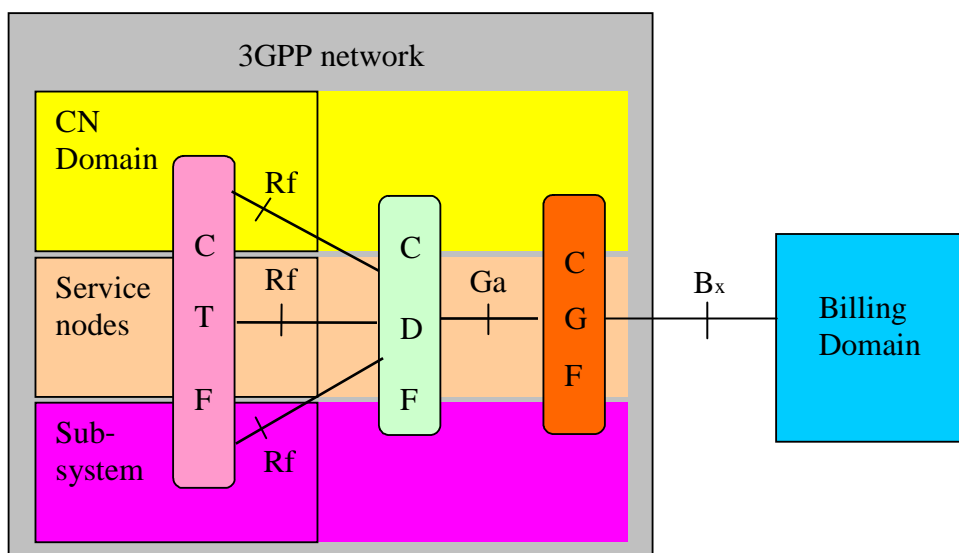 3GPP network
CN
Domain
Rf
C
T
F
Service
nodes
Rf
Sub-
system
Rf
C
D
F
Ga
C
G
F
Bx
Billing
Domain